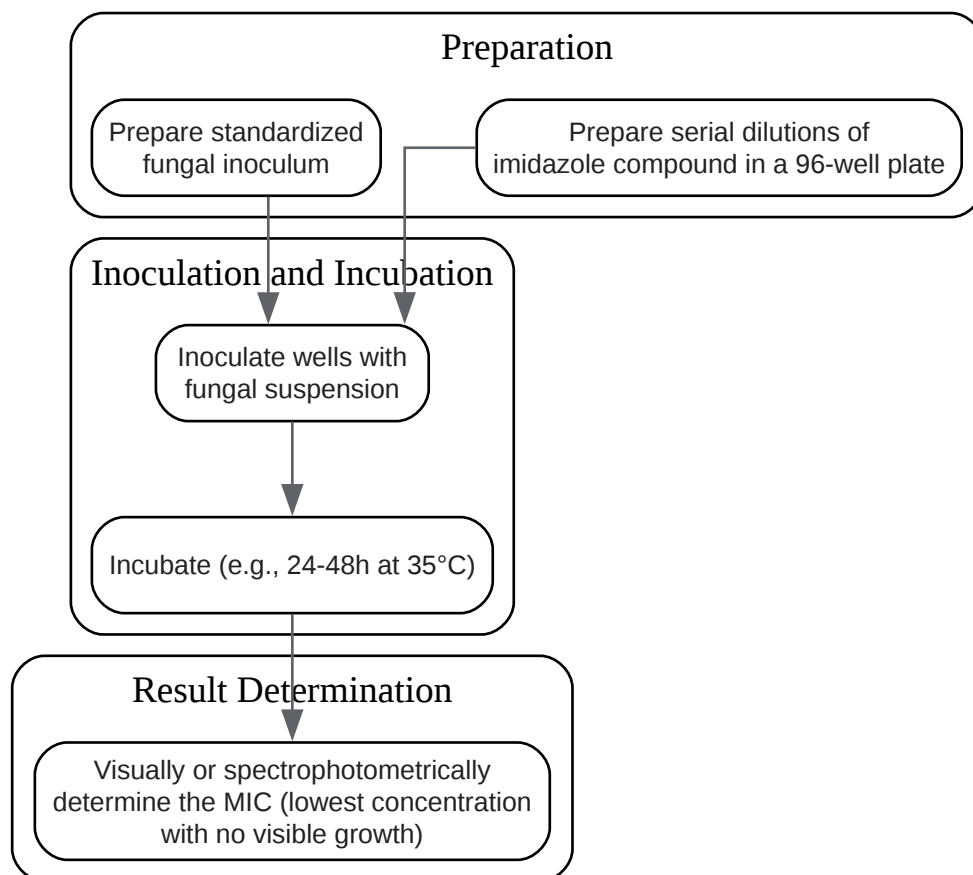 Preparation
Prepare standardized
fungal inoculum
Prepare serial dilutions of
imidazole compound in a 96-well plate
Inoculation and Incubation
Inoculate wells with
fungal suspension
Incubate (e.g., 24-48h at 35°C)
Result Determination
Visually or spectrophotometrically
determine the MIC (lowest concentration
with no visible growth)